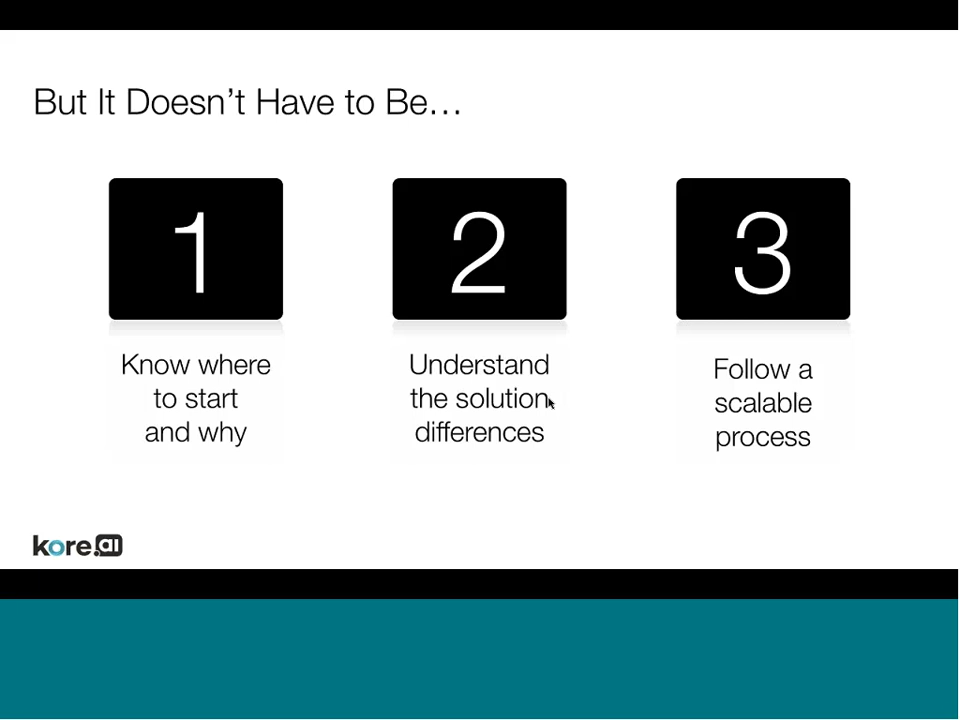 But It Doesn’t Have to Be…
1
Know where
to start
and why
2
Understand
the solution
differences
3
Follow a
scalable
process
kore.ai